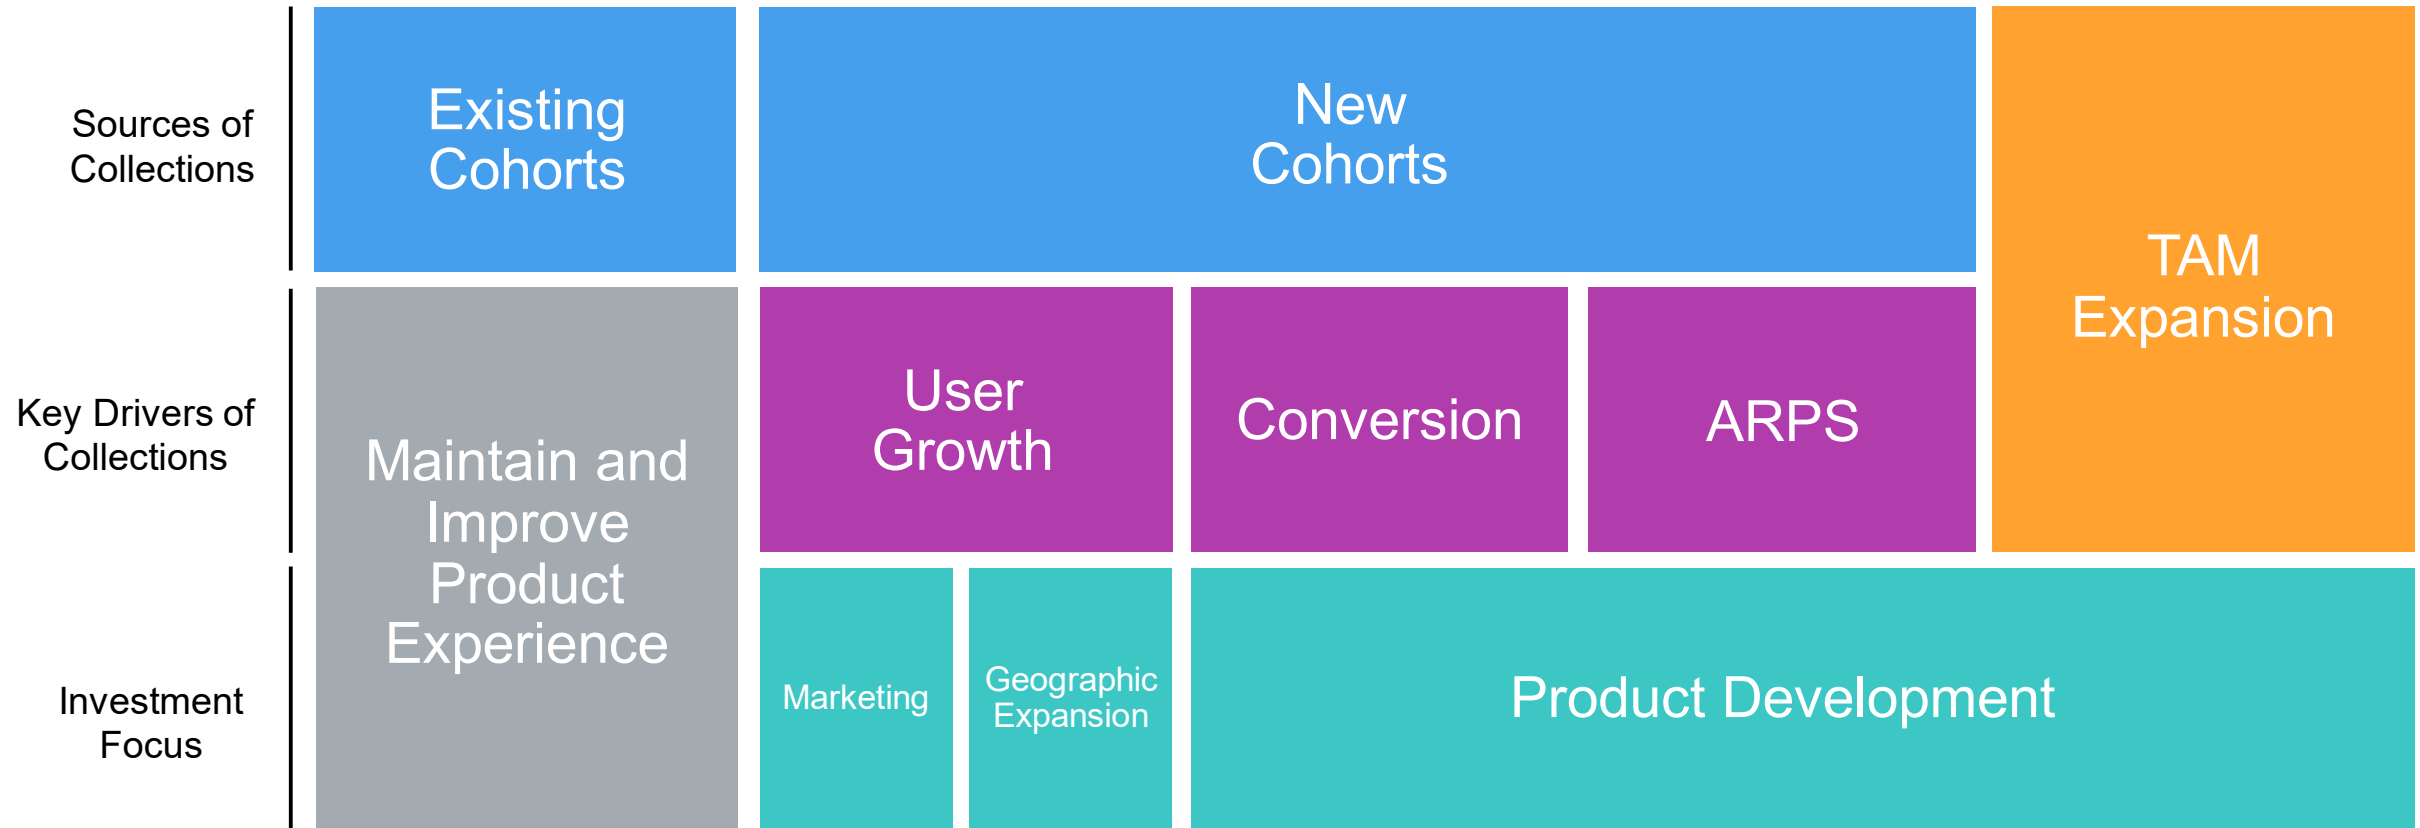 Sources of
Collections
Existing
Cohorts
New
Cohorts
TAM
Expansion
Key Drivers of
Collections
Maintain and
Improve
Product
Experience
User
Growth
Conversion
ARPS
Investment
Focus
Marketing
Geographic
Expansion
Product Development